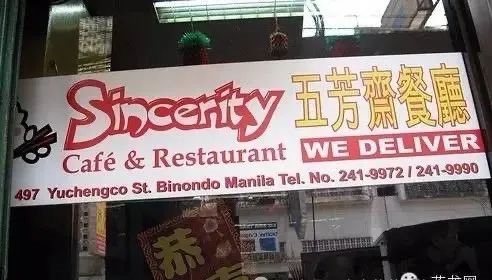 Sincerity 五芳齋餐廳
Café & Restaurant WE DELIVER
497 Yuchengco St. Binondo Manila Tel. No. 241-9972 / 241-9990
恭